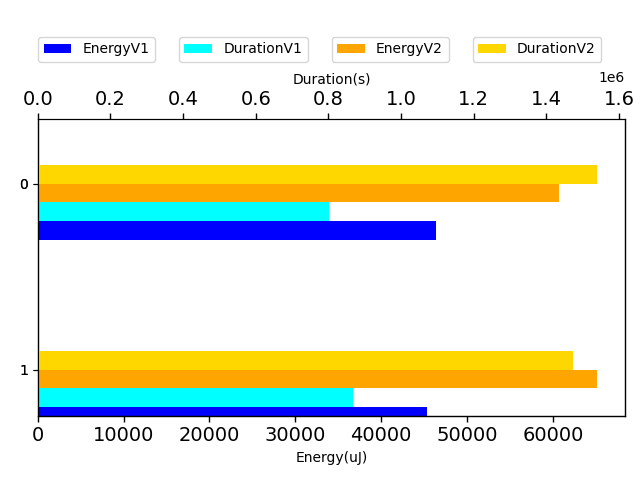 EnergyV1 DurationV1 EnergyV2 DurationV2
Duration(s) 1e6
0.0 0.2 0.4 0.6 0.8 1.0 1.2 1.4 1.6
0
1
0 10000 20000 30000 40000 50000 60000
Energy(uJ)